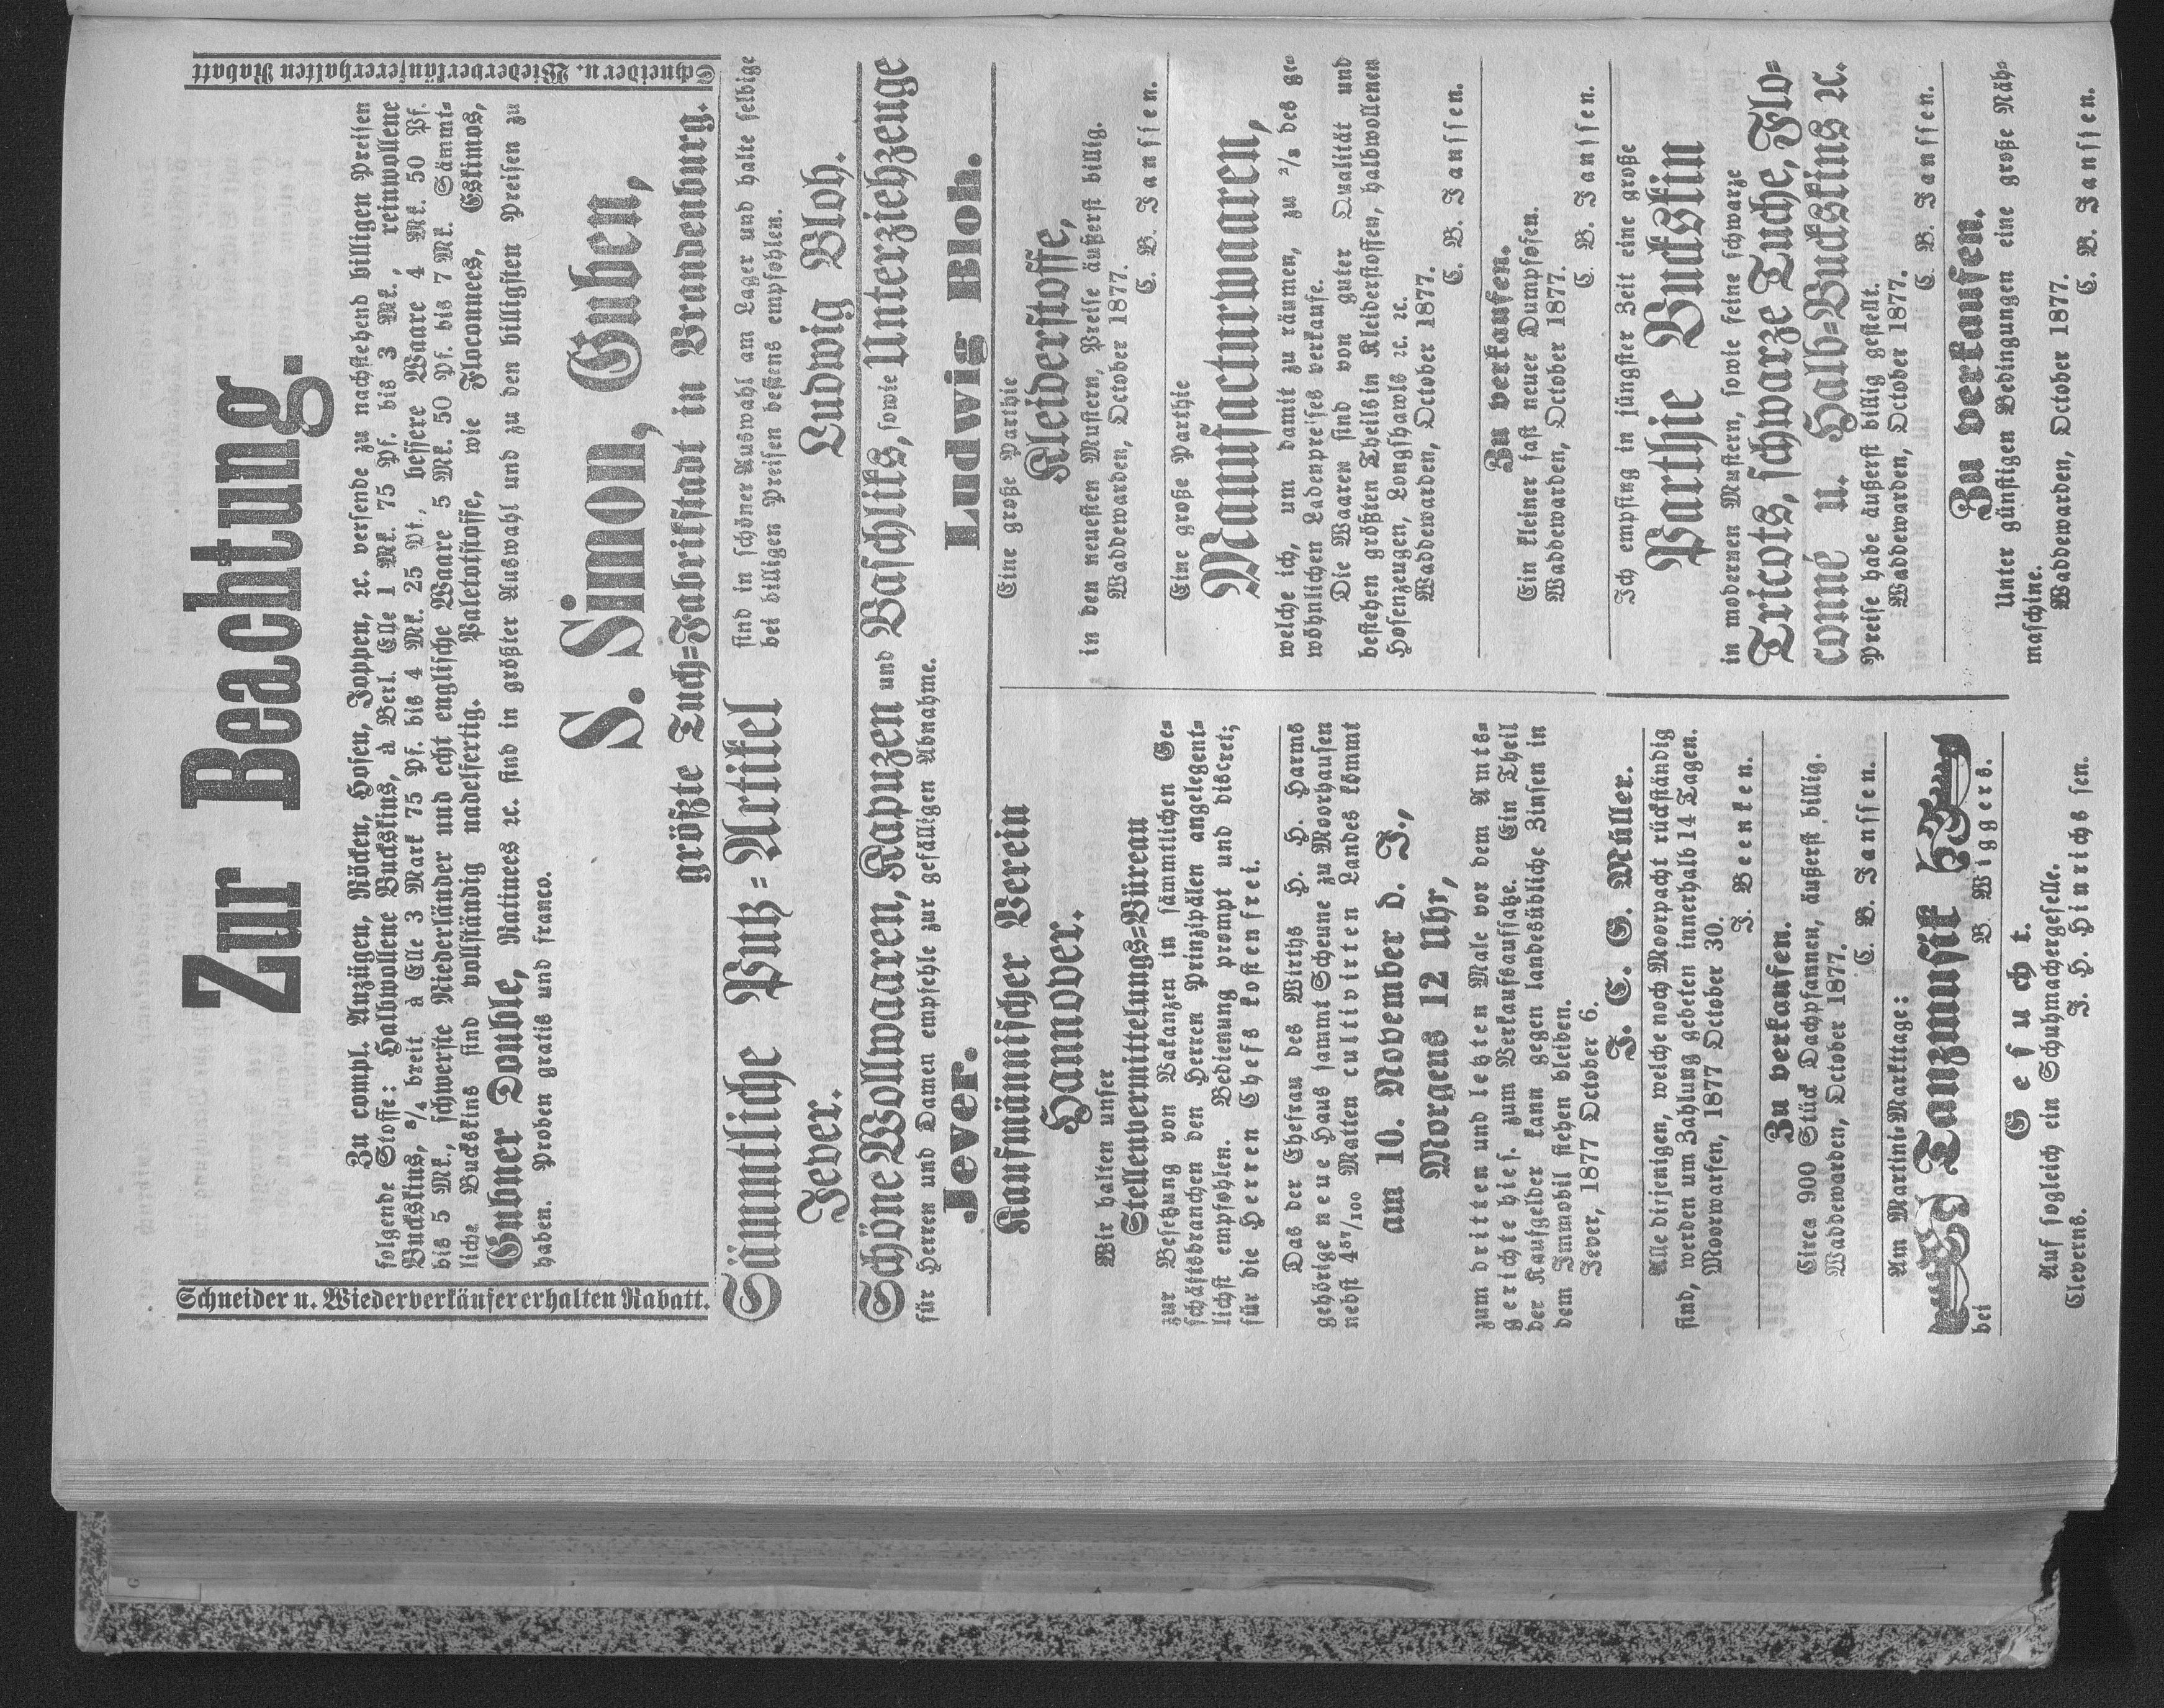 Schneider u. Wiederverkäufer erhalten Rabatt.
Zur Beachtung.
Zu compl. Anzügen, Röcken, Hosen, Joppen, ꝛc. versende zu nachstehend billigen Preisen
folgende Stoffe: Halbwollene Buckskins, à Berl. Elle 1 Mk. 75 Pf. bis 3 Mk., reinwollene
Buckskins, ⁸/₄ breit à Elle 3 Mark 75 Pf. bis 4 Mk. 25 Pf., bessere Waare 4 Mk. 50 Pf.
bis 5 Mk., schwerste Niederländer und echt englische Waare 5 Mk. 50 Pf. bis 7 Mk. Sämmt-
liche Buckskins sind vollständig nadelfertig. Paletotstoffe, wie Floconnees, Eskimos,
Gubner Double, Ratinees ꝛc. sind in größter Auswahl und zu den billigsten Preisen zu
haben. Proben gratis und franco.
S. Simon, Guben,
größte Tuch-Fabrikstadt in Brandenburg.
Schneider u. Wiederverkäufer erhalten Rabatt
Sämmtliche Putz-Artikel sind in schöner Auswahl am Lager und halte selbige
bei billigen Preisen bestens empfohlen.
Jever. Ludwig Bloh.
Schöne Wollwaaren, Kapuzen und Baschliks, sowie Unterziehzeuge
für Herren und Damen empfehle zur gefälligen Abnahme.
Jever. Ludwig Bloh.
Kaufmännischer Verein
Hannover.
Wir halten unser
Stellenvermittelungs-Büreau
zur Besetzung von Vakanzen in sämmtlichen Ge-
schäftsbranchen den Herren Prinzipälen angelegent-
lichst empfohlen. Bedienung prompt und discret;
für die Herren Chefs kostenfrei.
Das der Ehefrau des Wirths H. H. Harms
gehörige neue Haus sammt Scheune zu Moorhausen
nebst 4⁵⁷/₁₀₀ Matten cultivirten Landes kömmt
am 10. November d. J.,
Morgens 12 Uhr,
zum dritten und letzten Male vor dem Amts-
gerichte hies. zum Verkaufsaufsatze. Ein Theil
der Kaufgelder kann gegen landesübliche Zinsen in
dem Immobil stehen bleiben.
Jever, 1877 October 6.
J. C. G. Müller.
Alle diejenigen, welche noch Moorpacht rückständig
sind, werden um Zahlung gebeten innerhalb 14 Tagen.
Moorwarfen, 1877 October 30.
J. Beenken.
Zu verkaufen.
Circa 900 Stück Dachpfannen, äußerst billig.
Waddewarden, October 1877.
C. B. Janssen.
Am Martini-Markttage:
Tanzmusik
bei B. Wiggers.
Gesucht.
Auf sogleich ein Schuhmachergeselle.
Cleverns. J. H. Hinrichssen.
Eine große Parthie
Kleiderstoffe,
in den neuesten Mustern, Preise äußerst billig.
Waddewarden, October 1877.
C. B. Janssen.
Eine große Parthie
Manufacturwaaren,
welche ich, um damit zu räumen, zu ²/₃ des ge-
wöhnlichen Ladenpreises verkaufe.
Die Waaren sind von guter Qualität und
bestehen größten Theils in Kleiderstoffen, halbwollenen
Hosenzeugen, Longshawls ꝛc. ꝛc.
Waddewarden, October 1877.
C. B. Janssen.
Zu verkaufen.
Ein kleiner fast neuer Dumpfofen.
Waddewarden, October 1877.
C. B. Janssen.
Ich empfing in jüngster Zeit eine große
Parthie Buckskin
in modernen Mustern, sowie feine schwarze
Tricots, schwarze Tuche, Flo-
conné u. Halb-Buckskins ꝛc.
Preise habe äußerst billig gestellt.
Waddewarden, October 1877.
C. B. Janssen.
Zu verkaufen.
Unter günstigen Bedingungen eine große Näh-
maschine.
Waddewarden, October 1877.
C. B. Janssen.